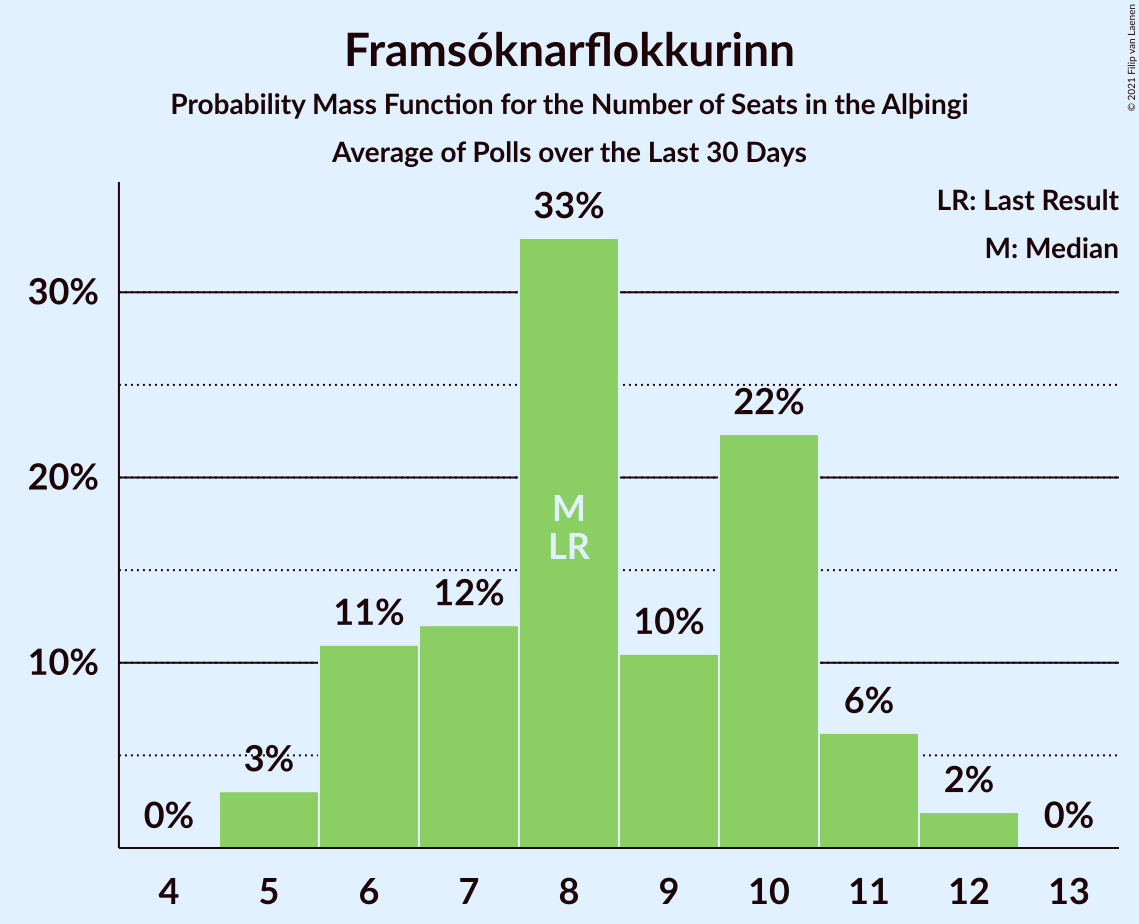 Framsóknarflokkurinn
Probability Mass Function for the Number of Seats in the Alþingi
Average of Polls over the Last 30 Days
© 2021 Filip van Laenen
LR: Last Result
M: Median
33%
30%
22%
20%
M
LR
12%
11%
10%
10%
6%
3%
2%
0%
0%
4 5 6 7 8 9 10 11 12 13